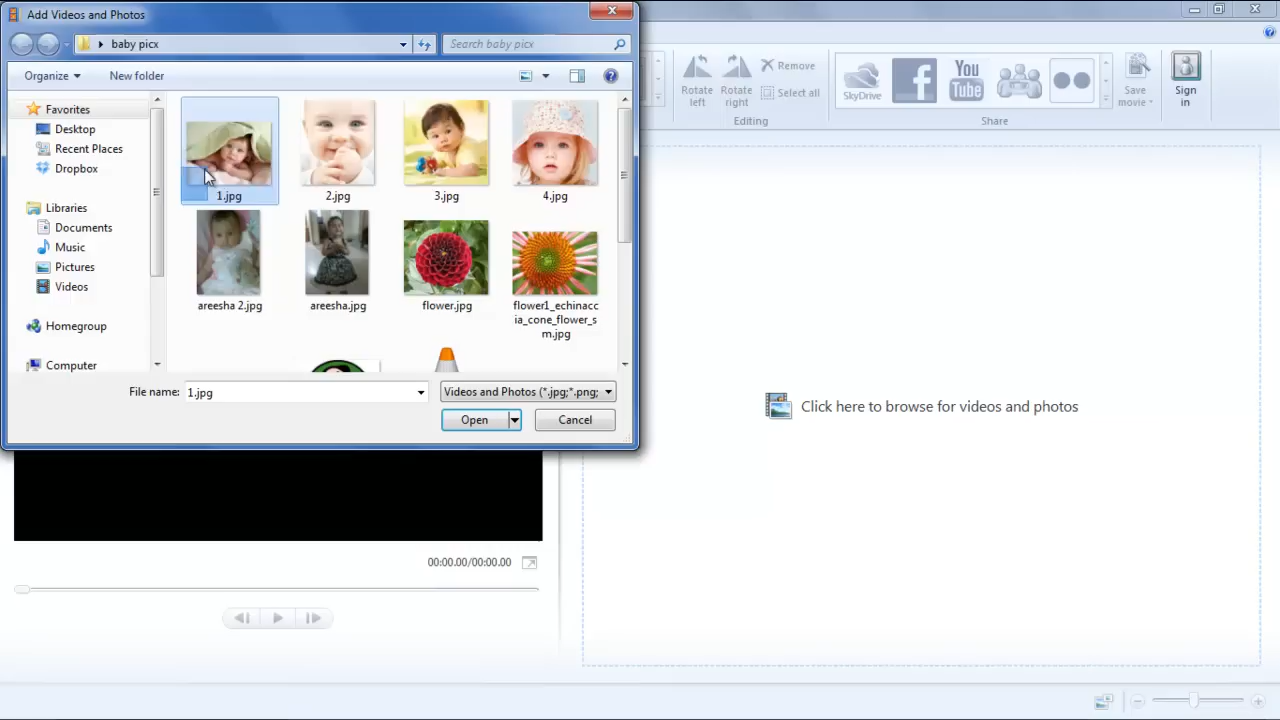 Add Videos and Photos
baby picx
Search baby picx
Organize
New folder
Favorites
Desktop
Recent Places
Dropbox
Libraries
Documents
Music
Pictures
Videos
Homegroup
Computer
1.jpg
2.jpg
3.jpg
4.jpg
areesha 2.jpg
areesha.jpg
flower.jpg
flower1_echinacc
ia_cone_flower_s
m.jpg
File name:
1.jpg
Videos and Photos (*.jpg;*.png;
Open
Cancel
Rotate
left
Rotate
right
Remove
Select all
Editing
SkyDrive
You
Tube
Share
Save
movie
Sign
in
Click here to browse for videos and photos
00:00.00/00:00.00